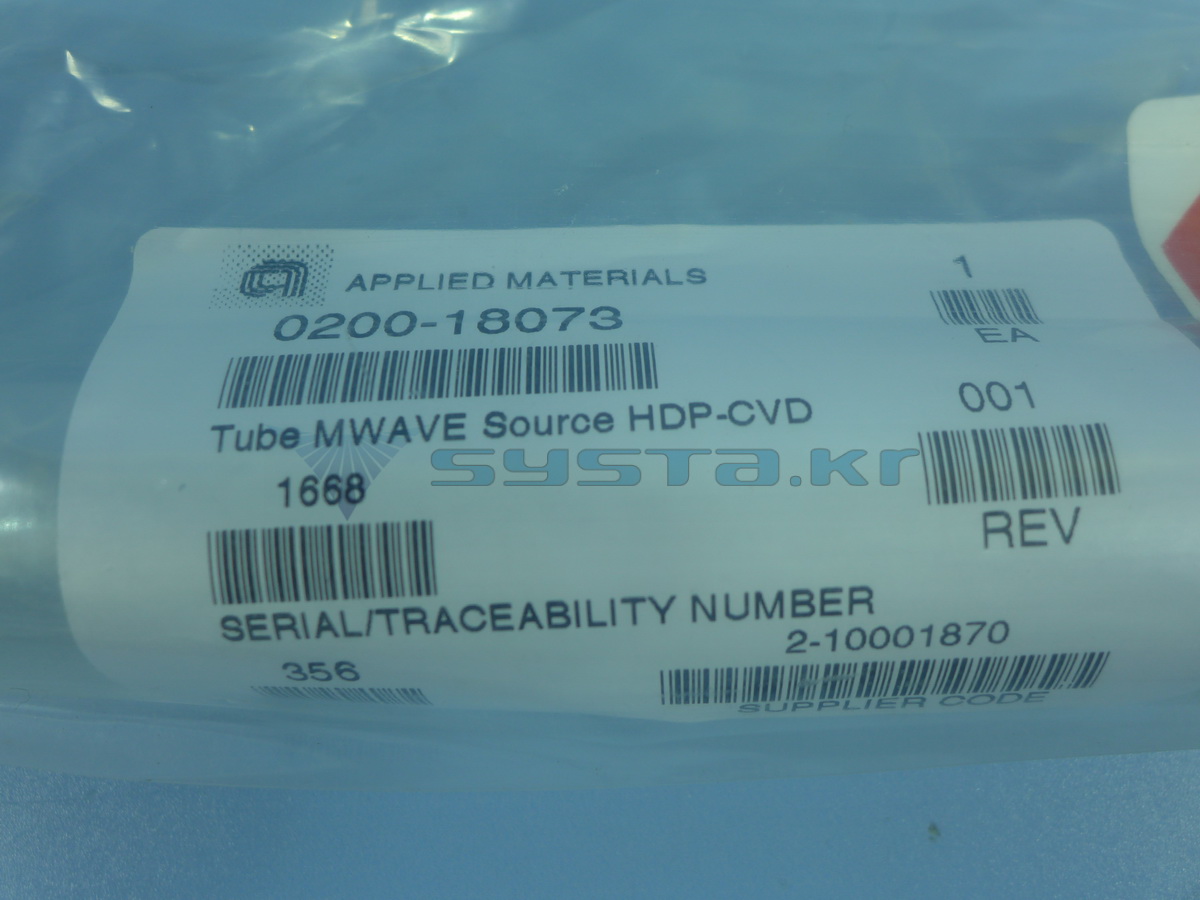 APPLIED MATERIALS
0200-18073
1
EA
Tube MWAVE Source HDP-CVD
001
REV
systa.kr
1668
SERIAL/TRACEABILITY NUMBER
2-10001870
SUPPLIER CODE
356